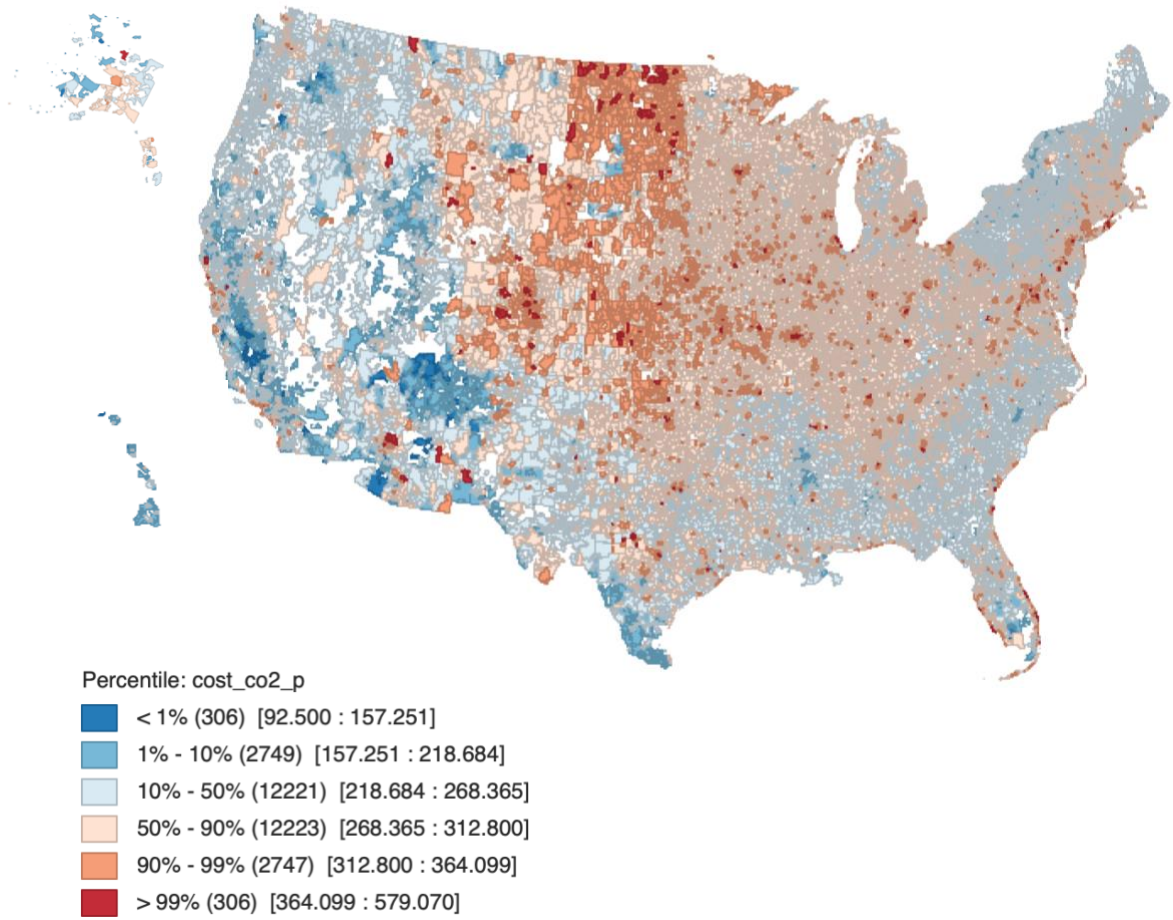 Percentile: cost_co2_p
< 1% (306) [92.500 : 157.251]
1% - 10% (2749) [157.251 : 218.684]
10% - 50% (12221) [218.684 : 268.365]
50% - 90% (12223) [268.365 : 312.800]
90% - 99% (2747) [312.800 : 364.099]
> 99% (306) [364.099 : 579.070]